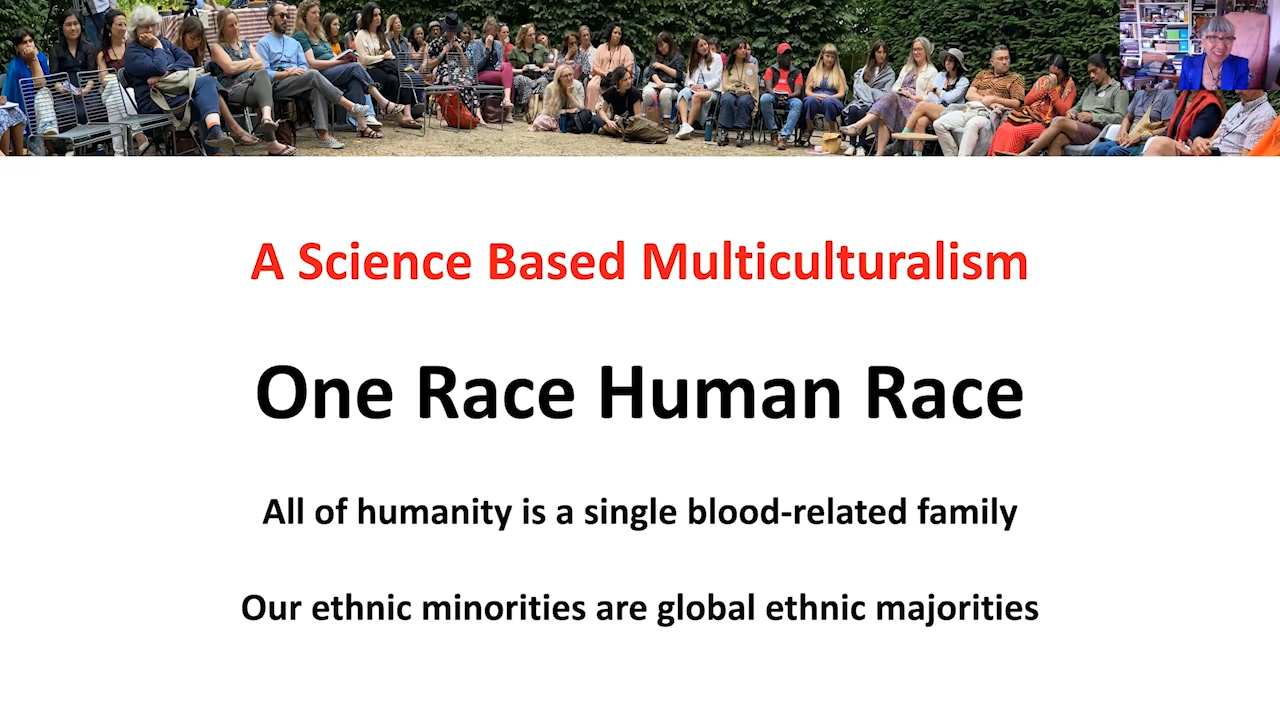 A Science Based Multiculturalism
One Race Human Race
All of humanity is a single blood-related family
Our ethnic minorities are global ethnic majorities